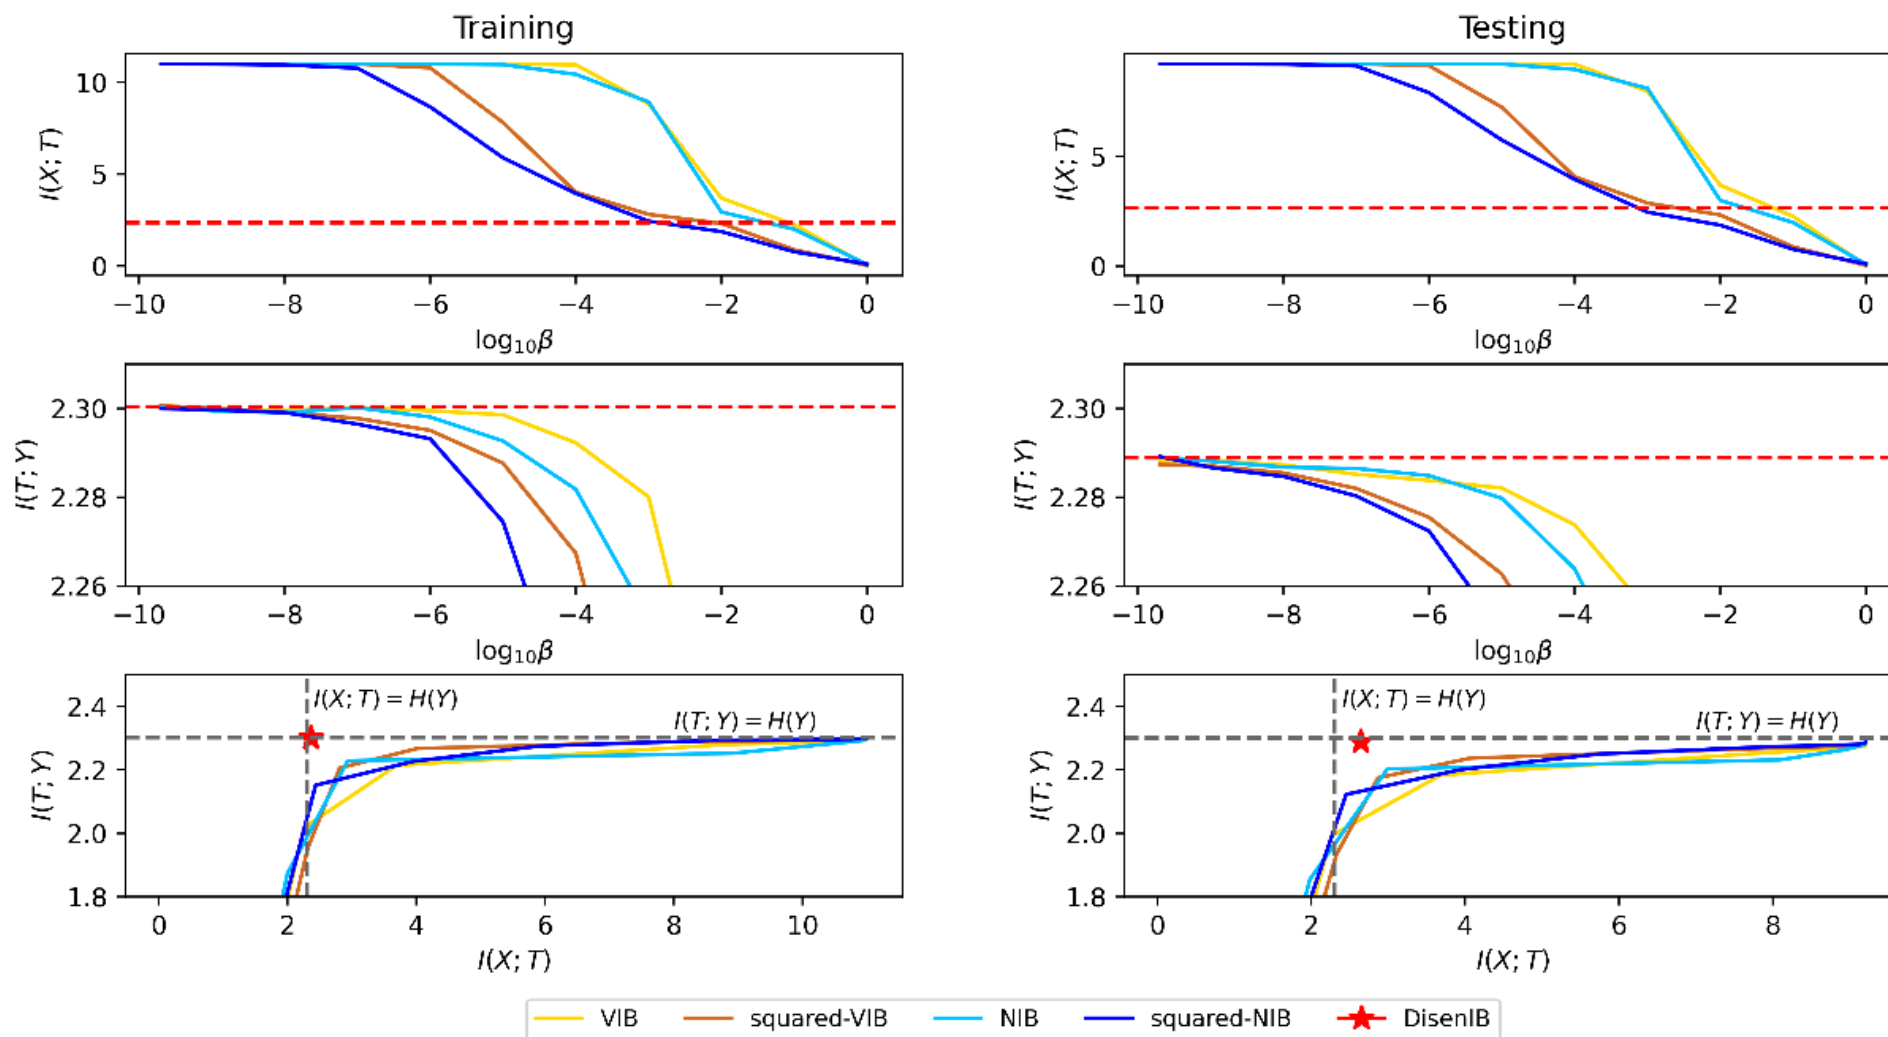 Training
Testing
I(X; T)
10
5
0
−10 −8 −6 −4 −2 0
log₁₀β
I(X; T)
5
0
−10 −8 −6 −4 −2 0
log₁₀β
I(T; Y)
2.30
2.28
2.26
−10 −8 −6 −4 −2 0
log₁₀β
I(T; Y)
2.30
2.28
2.26
−10 −8 −6 −4 −2 0
log₁₀β
I(T; Y)
2.4
2.2
2.0
1.8
I(X; T) = H(Y)
I(T; Y) = H(Y)
0 2 4 6 8 10
I(X; T)
I(T; Y)
2.4
2.2
2.0
1.8
I(X; T) = H(Y)
I(T; Y) = H(Y)
0 2 4 6 8
I(X; T)
VIB squared-VIB NIB squared-NIB DisenIB